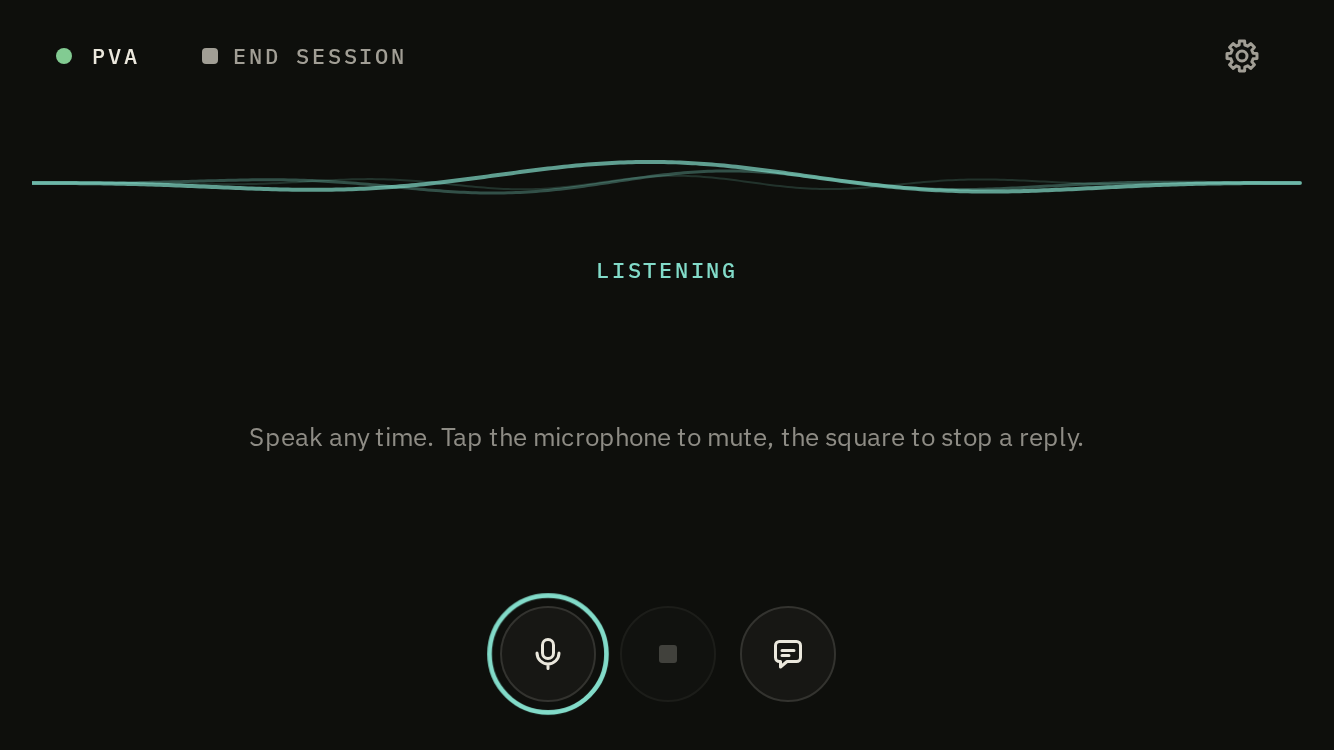 PVA
END SESSION
LISTENING
Speak any time. Tap the microphone to mute, the square to stop a reply.